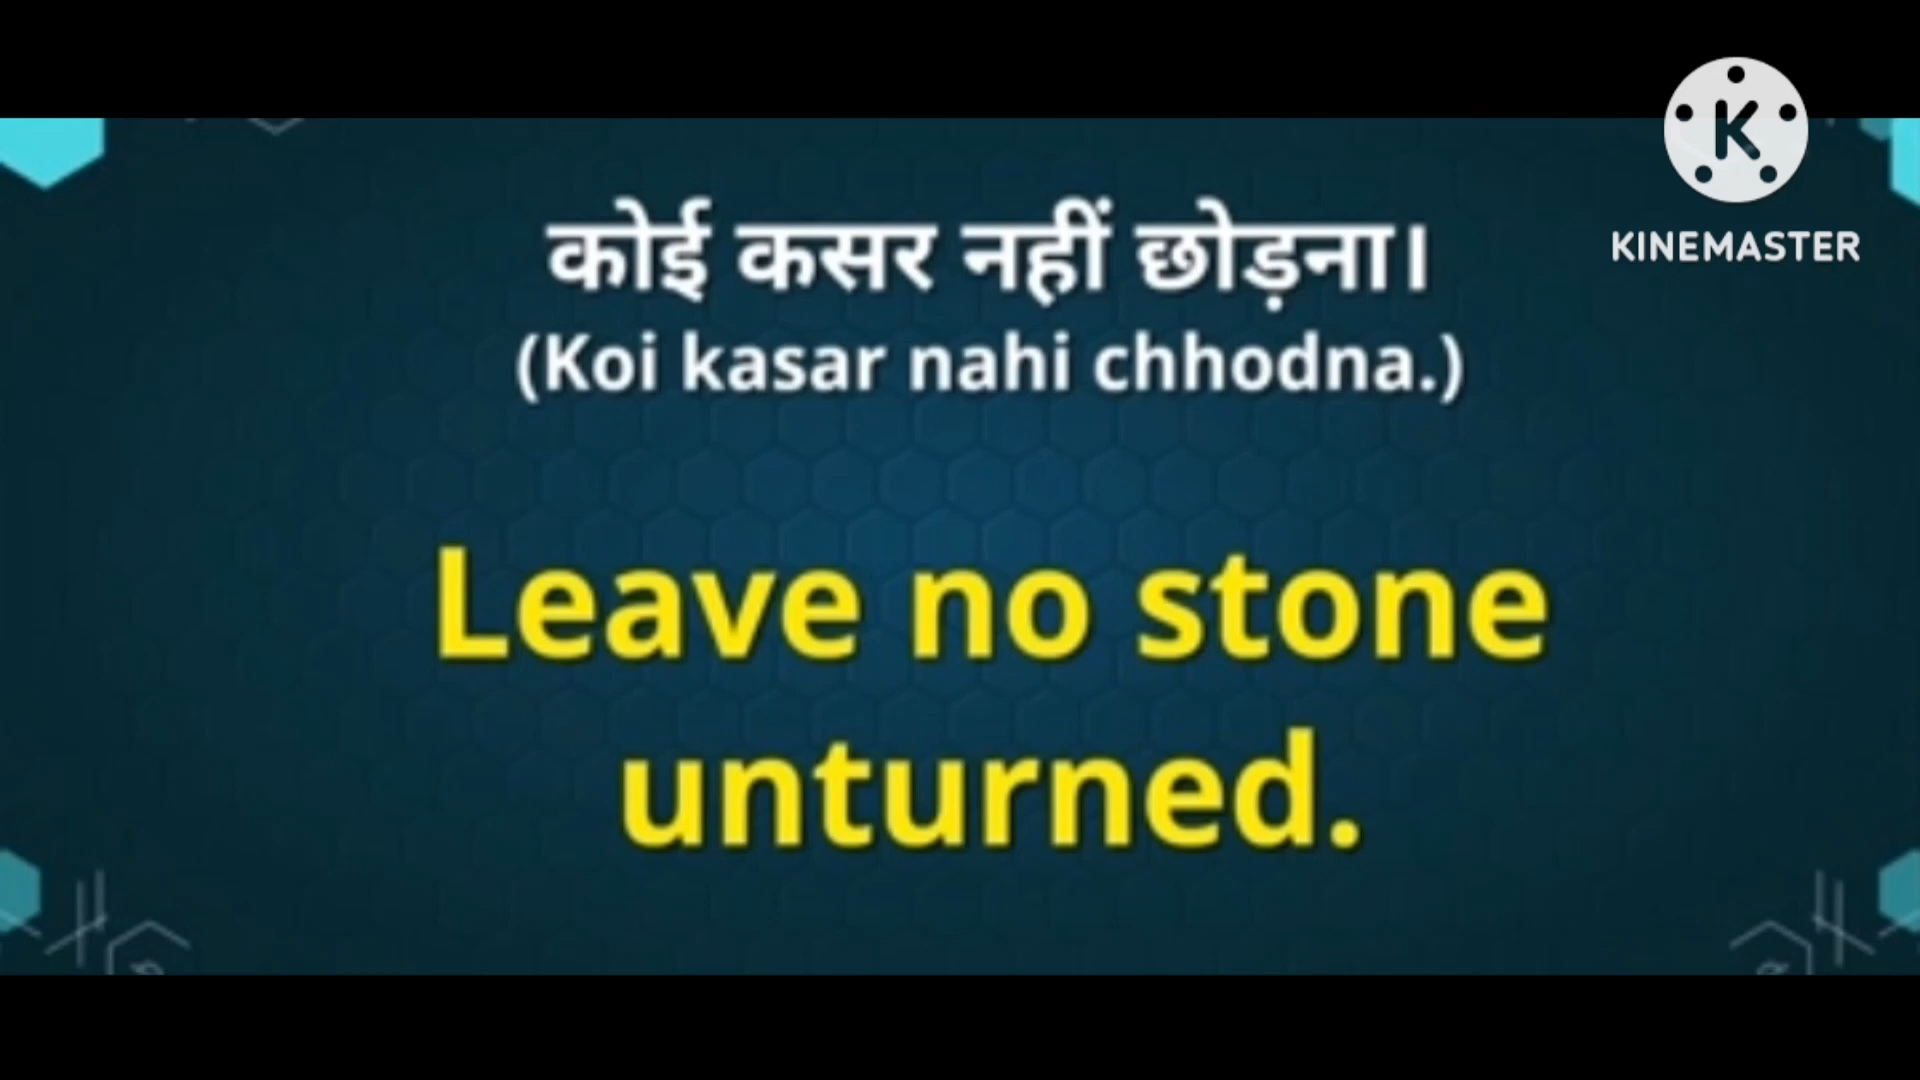 K
KINEMASTER
कोई कसर नहीं छोड़ना।
(Koi kasar nahi chhodna.)
Leave no stone
unturned.